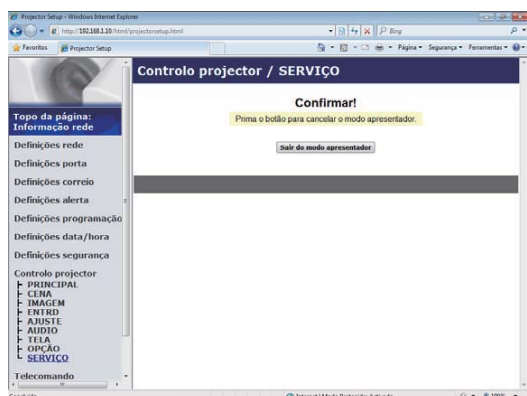 Projector Setup - Windows Internet Explorer
http://192.168.1.10/html/projectorsetup.html
Bing
Favoritos
Projector Setup
Página
Segurança
Ferramentas
Topo da página:
Informação rede
Definições rede
Definições porta
Definições correio
Definições alerta
Definições programação
Definições data/hora
Definições segurança
Controlo projector
PRINCIPAL
CENA
IMAGEM
ENTRD
AJUSTE
AUDIO
TELA
OPÇÃO
SERVIÇO
Telecomando
Controlo projector / SERVIÇO
Confirmar!
Prima o botão para cancelar o modo apresentador.
Sair do modo apresentador
100%